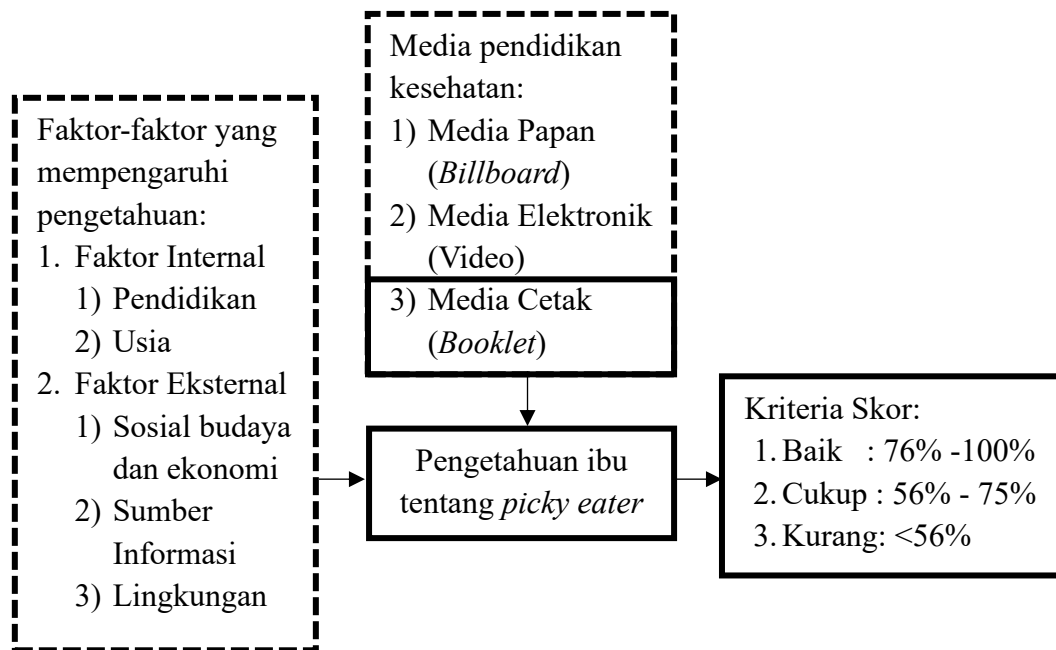 Media pendidikan
kesehatan:
1) Media Papan
(Billboard)
2) Media Elektronik
(Video)
3) Media Cetak
(Booklet)
Faktor-faktor yang
mempengaruhi
pengetahuan:
1. Faktor Internal
1) Pendidikan
2) Usia
2. Faktor Eksternal
1) Sosial budaya
dan ekonomi
2) Sumber
Informasi
3) Lingkungan
Pengetahuan ibu
tentang picky eater
Kriteria Skor:
1. Baik : 76% -100%
2. Cukup : 56% - 75%
3. Kurang: <56%